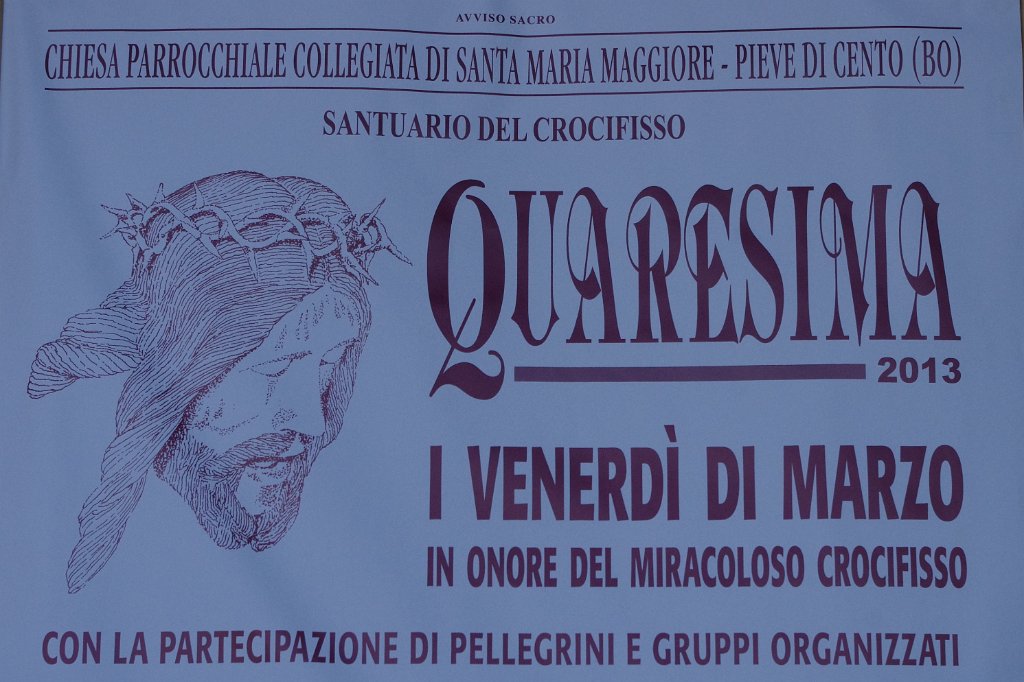 AVVISO SACRO
CHIESA PARROCCHIALE COLLEGIATA DI SANTA MARIA MAGGIORE - PIEVE DI CENTO (BO)
SANTUARIO DEL CROCIFISSO
QUARESIMA
2013
I VENERDÌ DI MARZO
IN ONORE DEL MIRACOLOSO CROCIFISSO
CON LA PARTECIPAZIONE DI PELLEGRINI E GRUPPI ORGANIZZATI